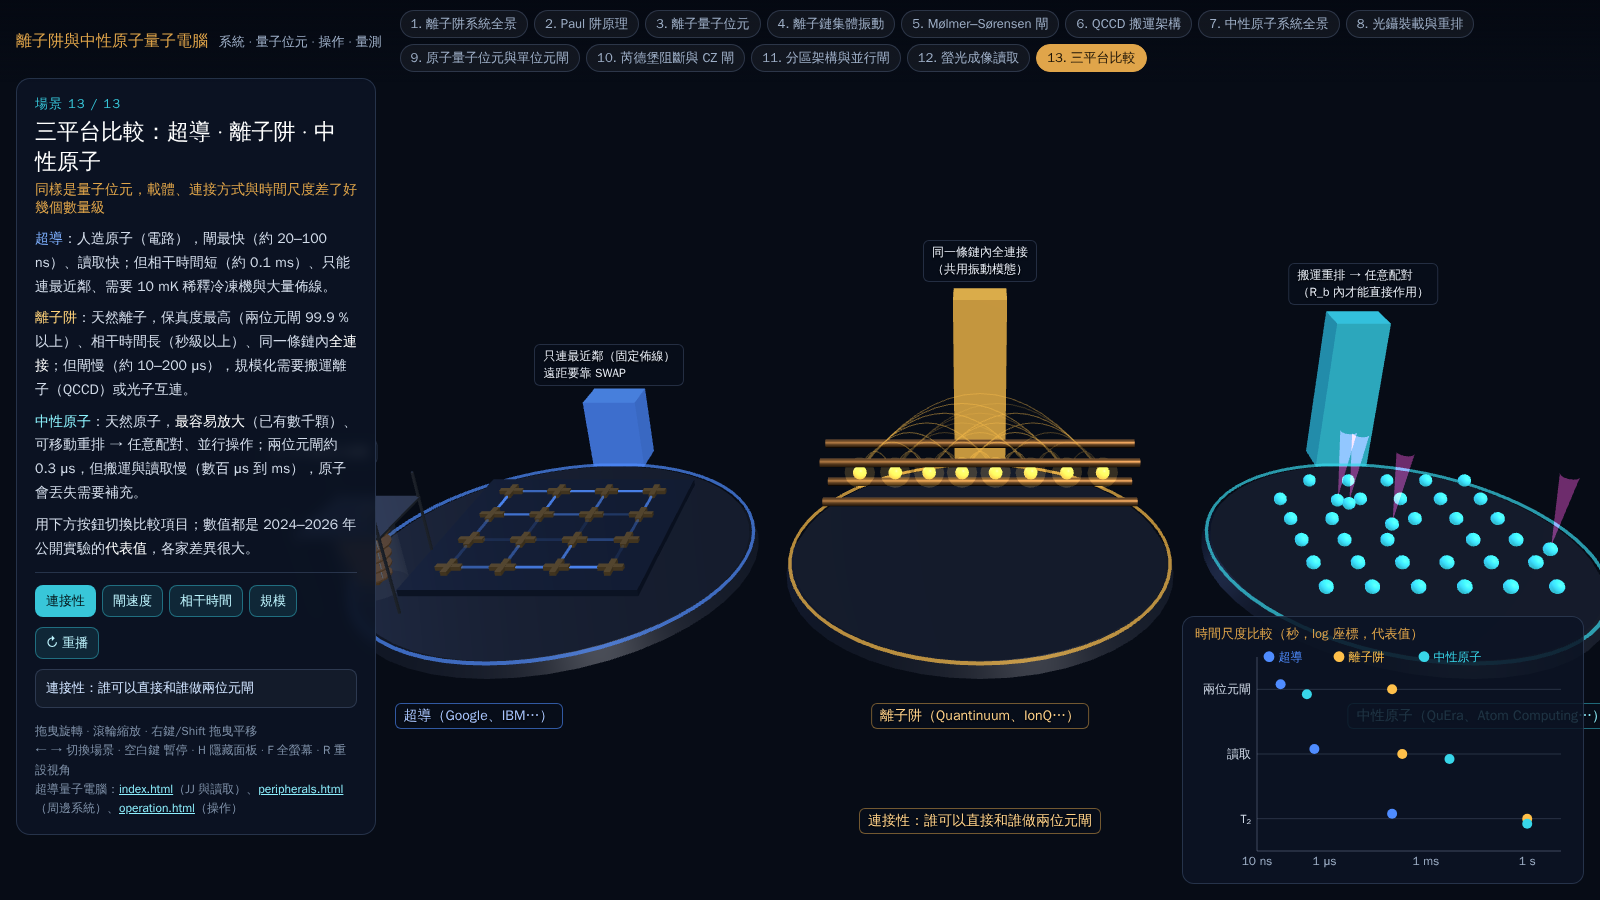 離子阱與中性原子量子電腦 系統 · 量子位元 · 操作 · 量測
1. 離子阱系統全景
2. Paul 阱原理
3. 離子量子位元
4. 離子鏈集體振動
5. Mølmer–Sørensen 閘
6. QCCD 搬運架構
7. 中性原子系統全景
8. 光鑷裝載與重排
9. 原子量子位元與單位元閘
10. 芮德堡阻斷與 CZ 閘
11. 分區架構與並行閘
12. 螢光成像讀取
13. 三平台比較
場景 13 / 13
三平台比較：超導 · 離子阱 · 中
性原子
同樣是量子位元，載體、連接方式與時間尺度差了好
幾個數量級
超導：人造原子（電路），閘最快（約 20–100
ns）、讀取快；但相干時間短（約 0.1 ms）、只能
連最近鄰、需要 10 mK 稀釋冷凍機與大量佈線。
離子阱：天然離子，保真度最高（兩位元閘 99.9 %
以上）、相干時間長（秒級以上）、同一條鏈內全連
接；但閘慢（約 10–200 µs），規模化需要搬運離
子（QCCD）或光子互連。
中性原子：天然原子，最容易放大（已有數千顆）、
可移動重排 → 任意配對、並行操作；兩位元閘約
0.3 µs，但搬運與讀取慢（數百 µs 到 ms），原子
會丟失需要補充。
用下方按鈕切換比較項目；數值都是 2024–2026 年
公開實驗的代表值，各家差異很大。
連接性
閘速度
相干時間
規模
↻ 重播
連接性：誰可以直接和誰做兩位元閘
拖曳旋轉 · 滾輪縮放 · 右鍵/Shift 拖曳平移
← → 切換場景 · 空白鍵 暫停 · H 隱藏面板 · F 全螢幕 · R 重
設視角
超導量子電腦：index.html（JJ 與讀取）、peripherals.html
（周邊系統）、operation.html（操作）
只連最近鄰（固定佈線）
遠距要靠 SWAP
同一條鏈內全連接
（共用振動模態）
搬運重排 → 任意配對
（R_b 內才能直接作用）
超導（Google、IBM⋯）
離子阱（Quantinuum、IonQ⋯）
中性原子（QuEra、Atom Computing⋯）
連接性：誰可以直接和誰做兩位元閘
時間尺度比較（秒，log 座標，代表值）
超導
離子阱
中性原子
兩位元閘
讀取
T₂
10 ns
1 µs
1 ms
1 s